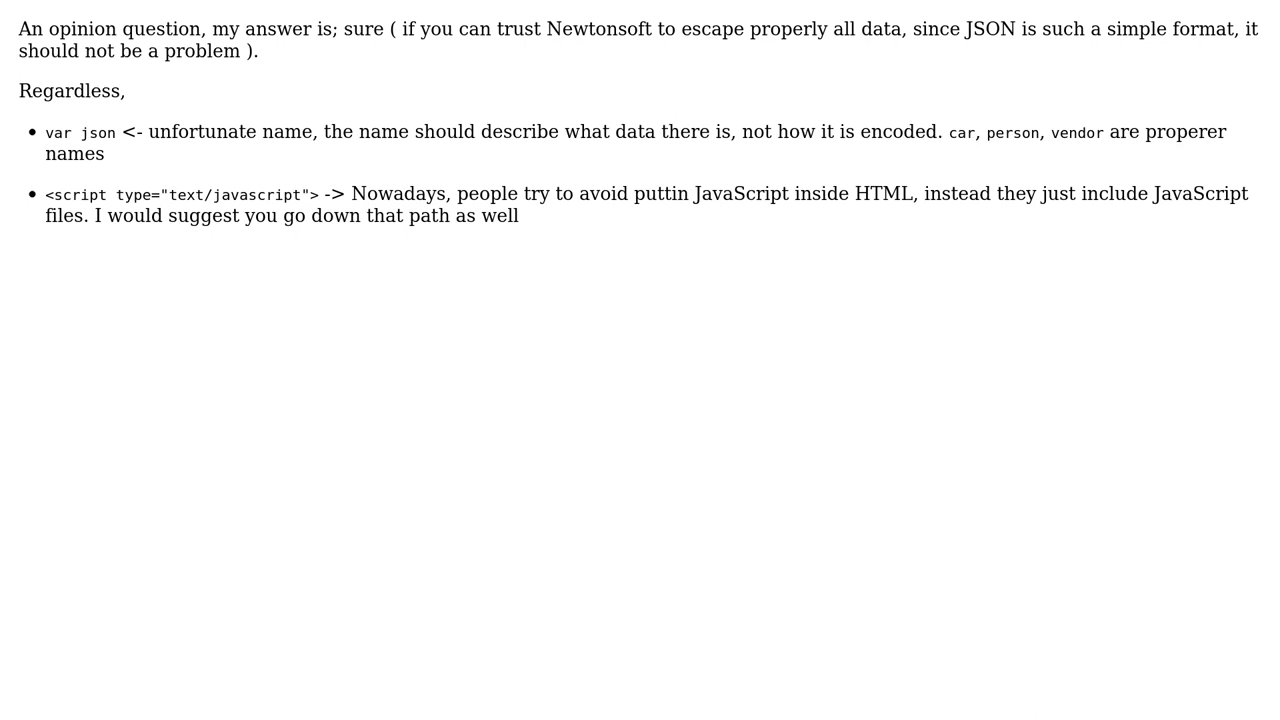 An opinion question, my answer is; sure ( if you can trust Newtonsoft to escape properly all data, since JSON is such a simple format, it
should not be a problem ).
Regardless,
• var json <- unfortunate name, the name should describe what data there is, not how it is encoded. car, person, vendor are properer
names
• <script type="text/javascript"> -> Nowadays, people try to avoid puttin JavaScript inside HTML, instead they just include JavaScript
files. I would suggest you go down that path as well